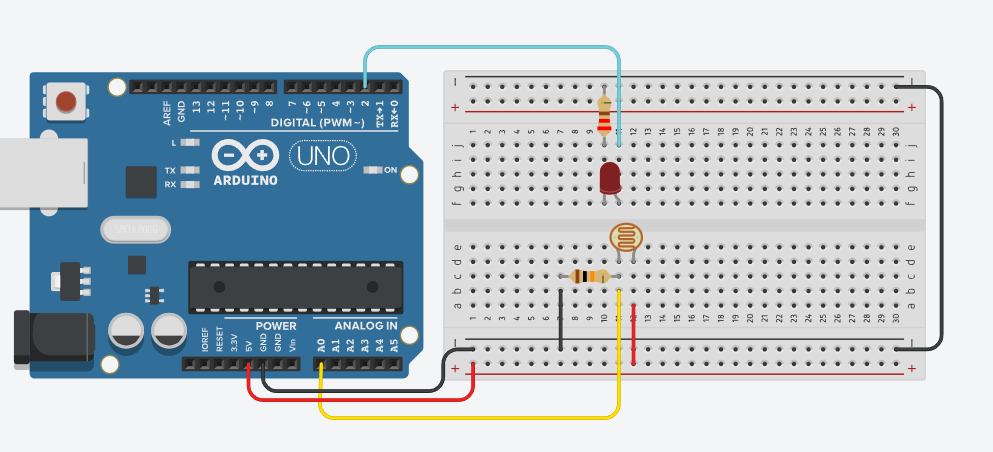 AREF
GND
13
12
~11
~10
~9
8
7
~6
~5
4
~3
2
TX→1
RX←0
DIGITAL (PWM~)
L
TX
RX
ARDUINO
UNO
ON
IOREF
RESET
3.3V
5V
GND
GND
Vin
POWER
ANALOG IN
A0
A1
A2
A3
A4
A5
− −
+ +
1 2 3 4 5 6 7 8 9 10 11 12 13 14 15 16 17 18 19 20 21 22 23 24 25 26 27 28 29 30
j j
i i
h h
g g
f f
e e
d d
c c
b b
a a
1 2 3 4 5 6 7 8 9 10 11 12 13 14 15 16 17 18 19 20 21 22 23 24 25 26 27 28 29 30
− −
+ +